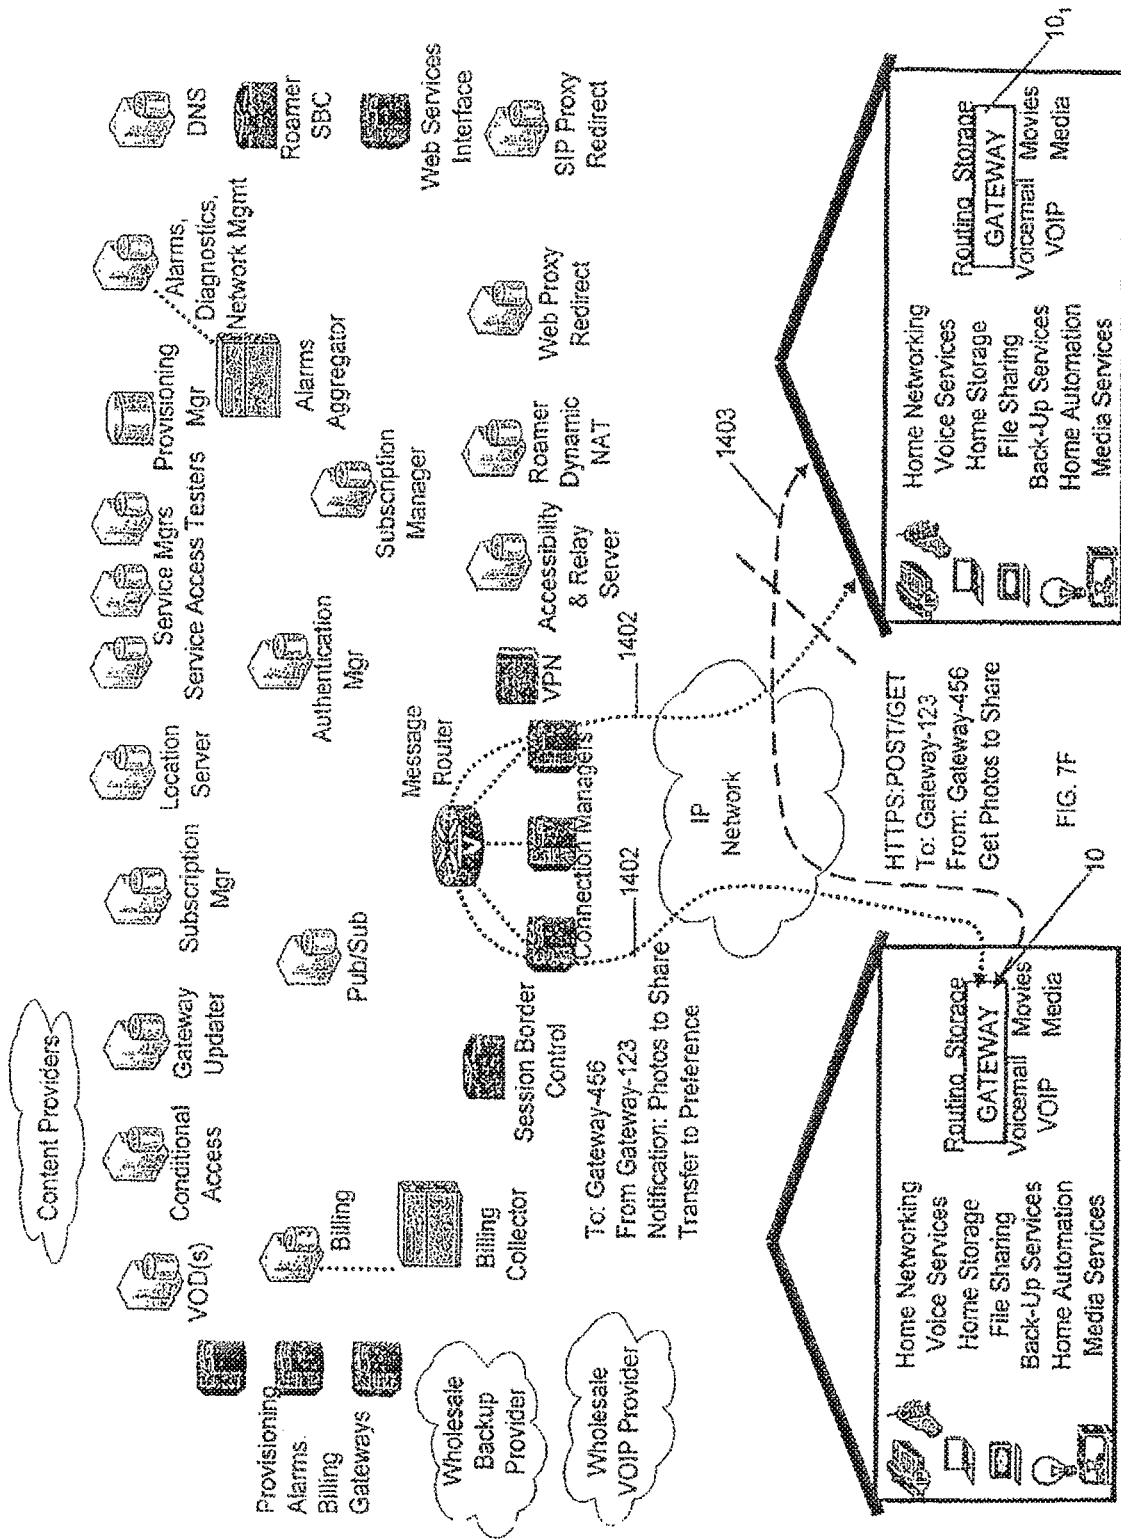 Content Providers
VOD(s)
Conditional
Access
Gateway
Updater
Subscription
Mgr
Location
Server
Service Mgrs
Service Access Testers
Provisioning
Mgr
Alarms,
Diagnostics,
Network Mgmt
DNS
Provisioning
Alarms.
Billing
Gateways
Billing
Pub/Sub
Authentication
Mgr
Subscription
Manager
Alarms
Aggregator
Roamer
SBC
Web Services
Interface
Wholesale
Backup
Provider
Billing
Collector
Session Border
Control
Message
Router
Connection Managers
VPN
Accessibility
& Relay
Server
Roamer
Dynamic
NAT
Web Proxy
Redirect
SIP Proxy
Redirect
Wholesale
VOIP Provider
To: Gateway-456
From Gateway-123
Notification: Photos to Share
Transfer to Preference
1402
1402
IP
Network
1403
HTTPS:POST/GET
To: Gateway-123
From: Gateway-456
Get Photos to Share
Home Networking
Voice Services
Home Storage
File Sharing
Back-Up Services
Home Automation
Media Services
Routing Storage
GATEWAY
Voicemail Movies
VOIP Media
10
Home Networking
Voice Services
Home Storage
File Sharing
Back-Up Services
Home Automation
Media Services
Routing Storage
GATEWAY
Voicemail Movies
VOIP Media
10₁
FIG. 7F